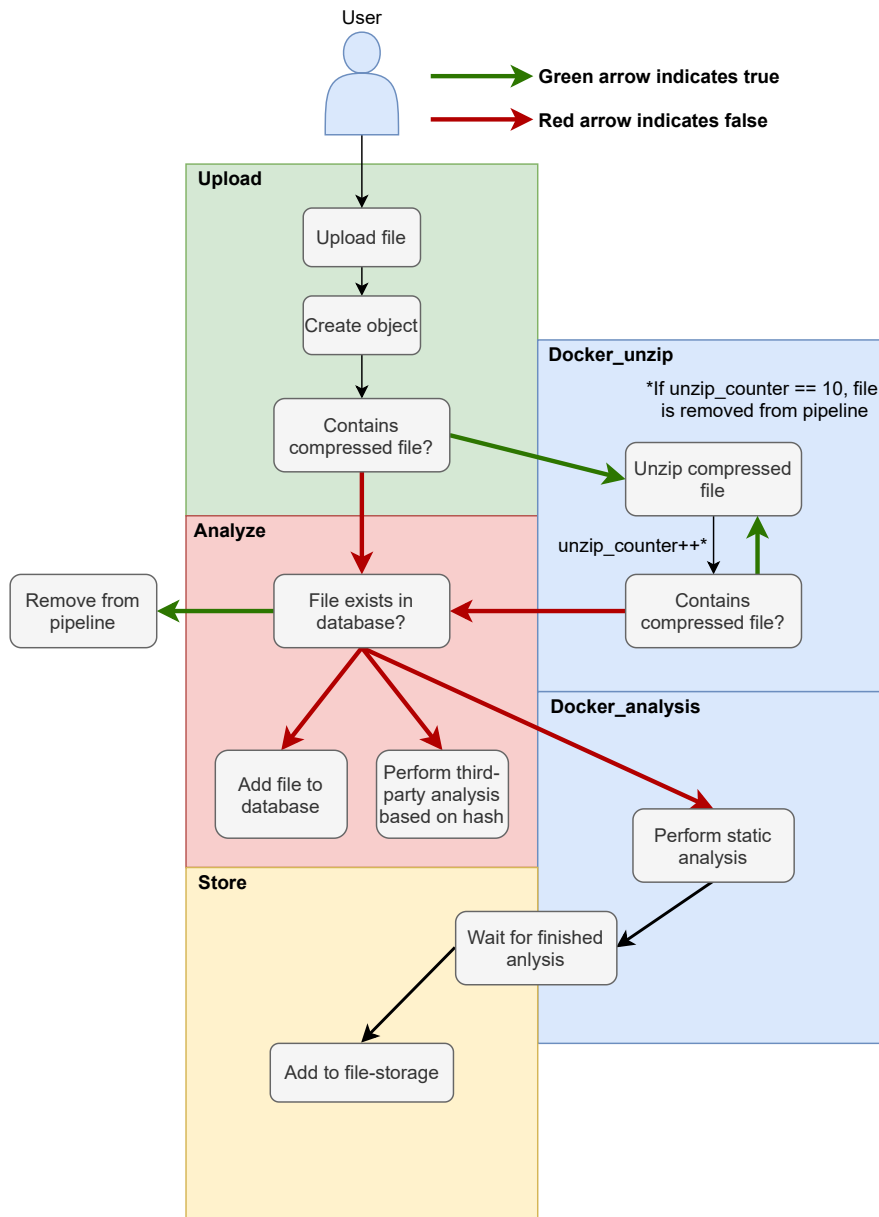 User
Green arrow indicates true
Red arrow indicates false
Upload
Upload file
Create object
Contains
compressed file?
Docker_unzip
*If unzip_counter == 10, file
is removed from pipeline
Unzip compressed
file
unzip_counter++*
Contains
compressed file?
Analyze
File exists in
database?
Remove from
pipeline
Add file to
database
Perform third-
party analysis
based on hash
Docker_analysis
Perform static
analysis
Store
Wait for finished
anlysis
Add to file-storage